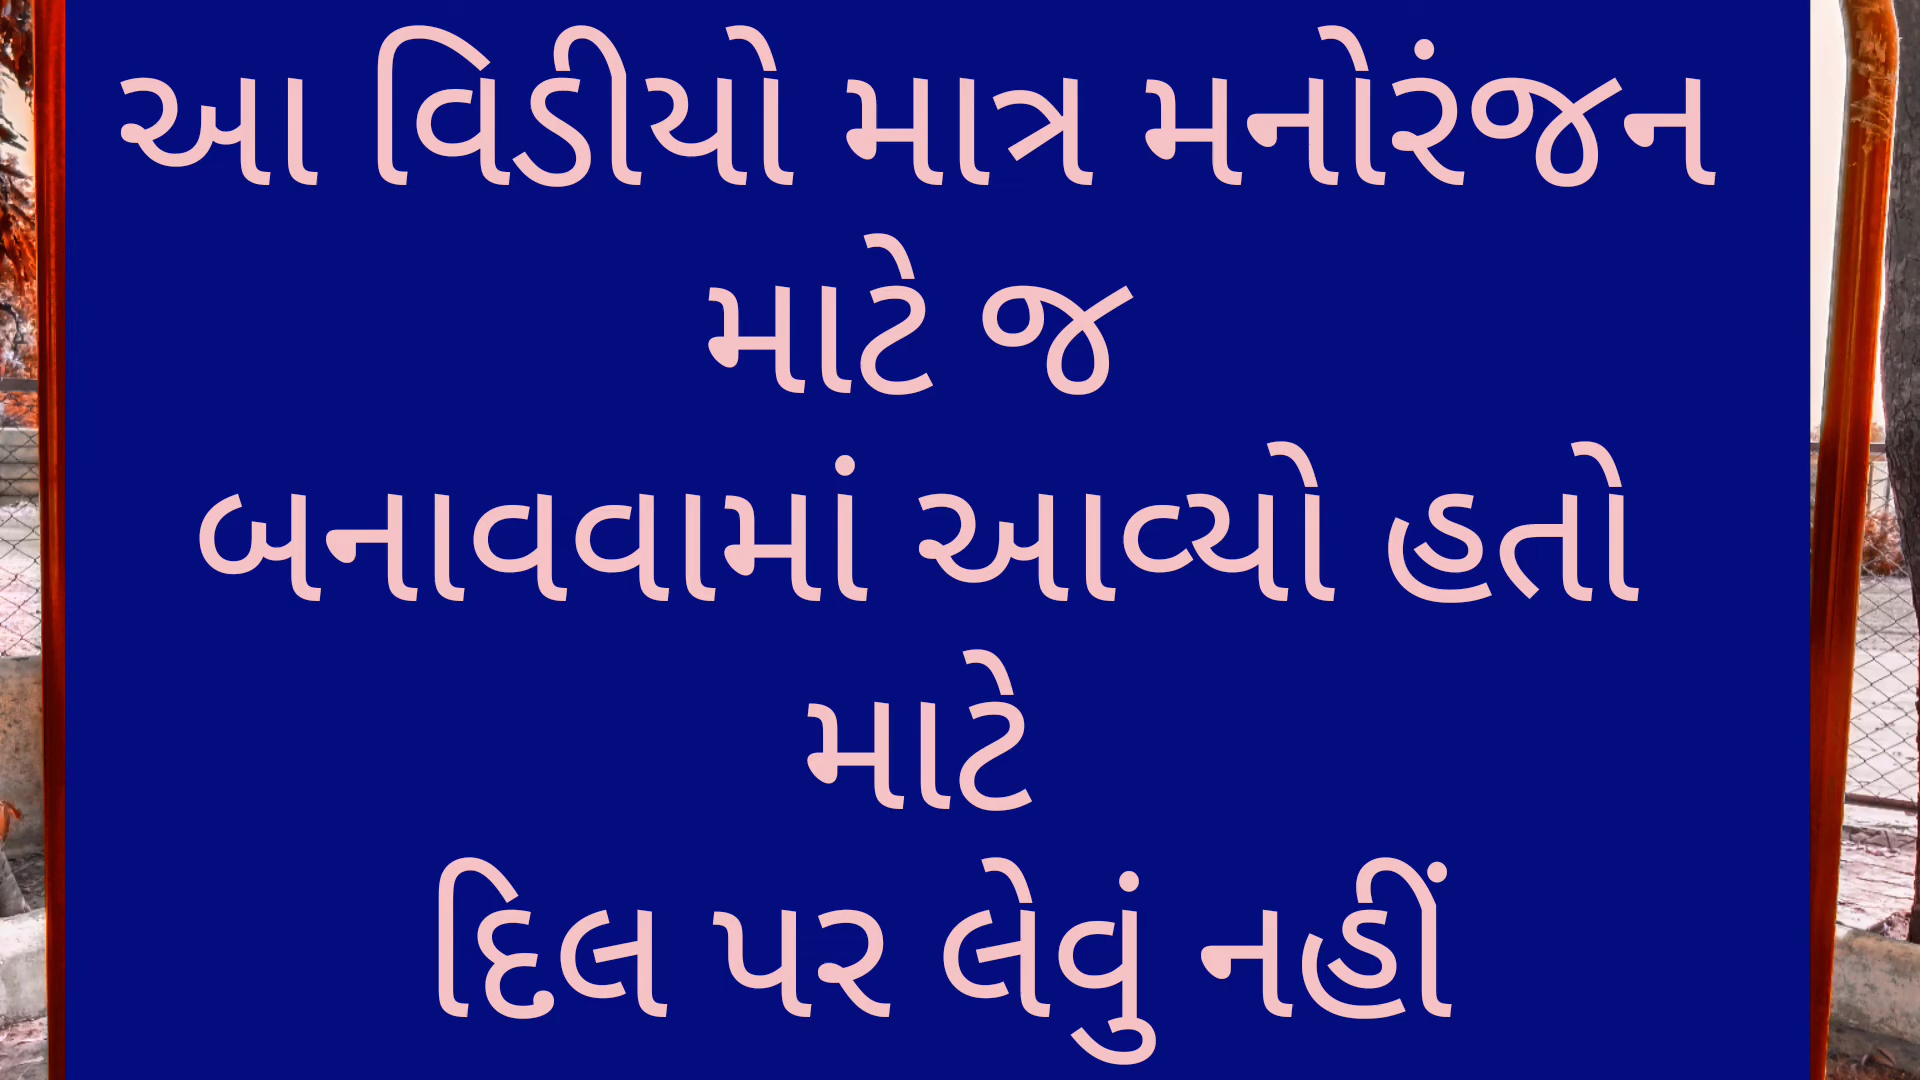 આ વિડીયો માત્ર મનોરંજન
માટે જ
બનાવવામાં આવ્યો હતો
માટે
દિલ પર લેવું નહીં